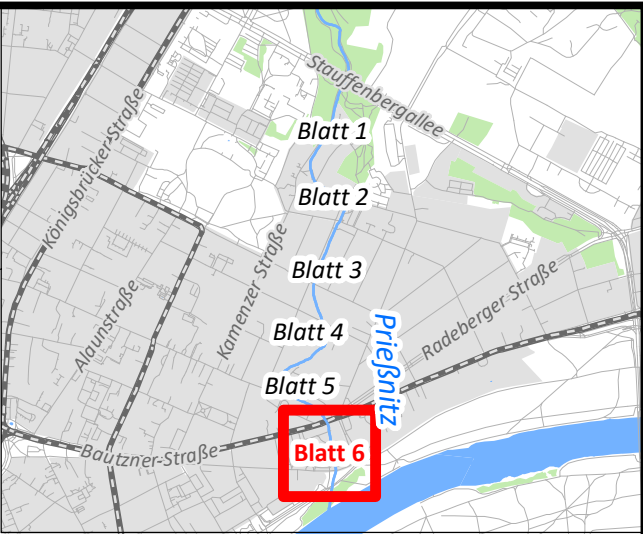 Stauffenbergallee
Blatt 1
Königsbrücker-Straße
Blatt 2
Kamenzer Straße
Blatt 3
Radeberger-Straße
Alaunstraße
Blatt 4
Prießnitz
Blatt 5
Bautzner-Straße
Blatt 6